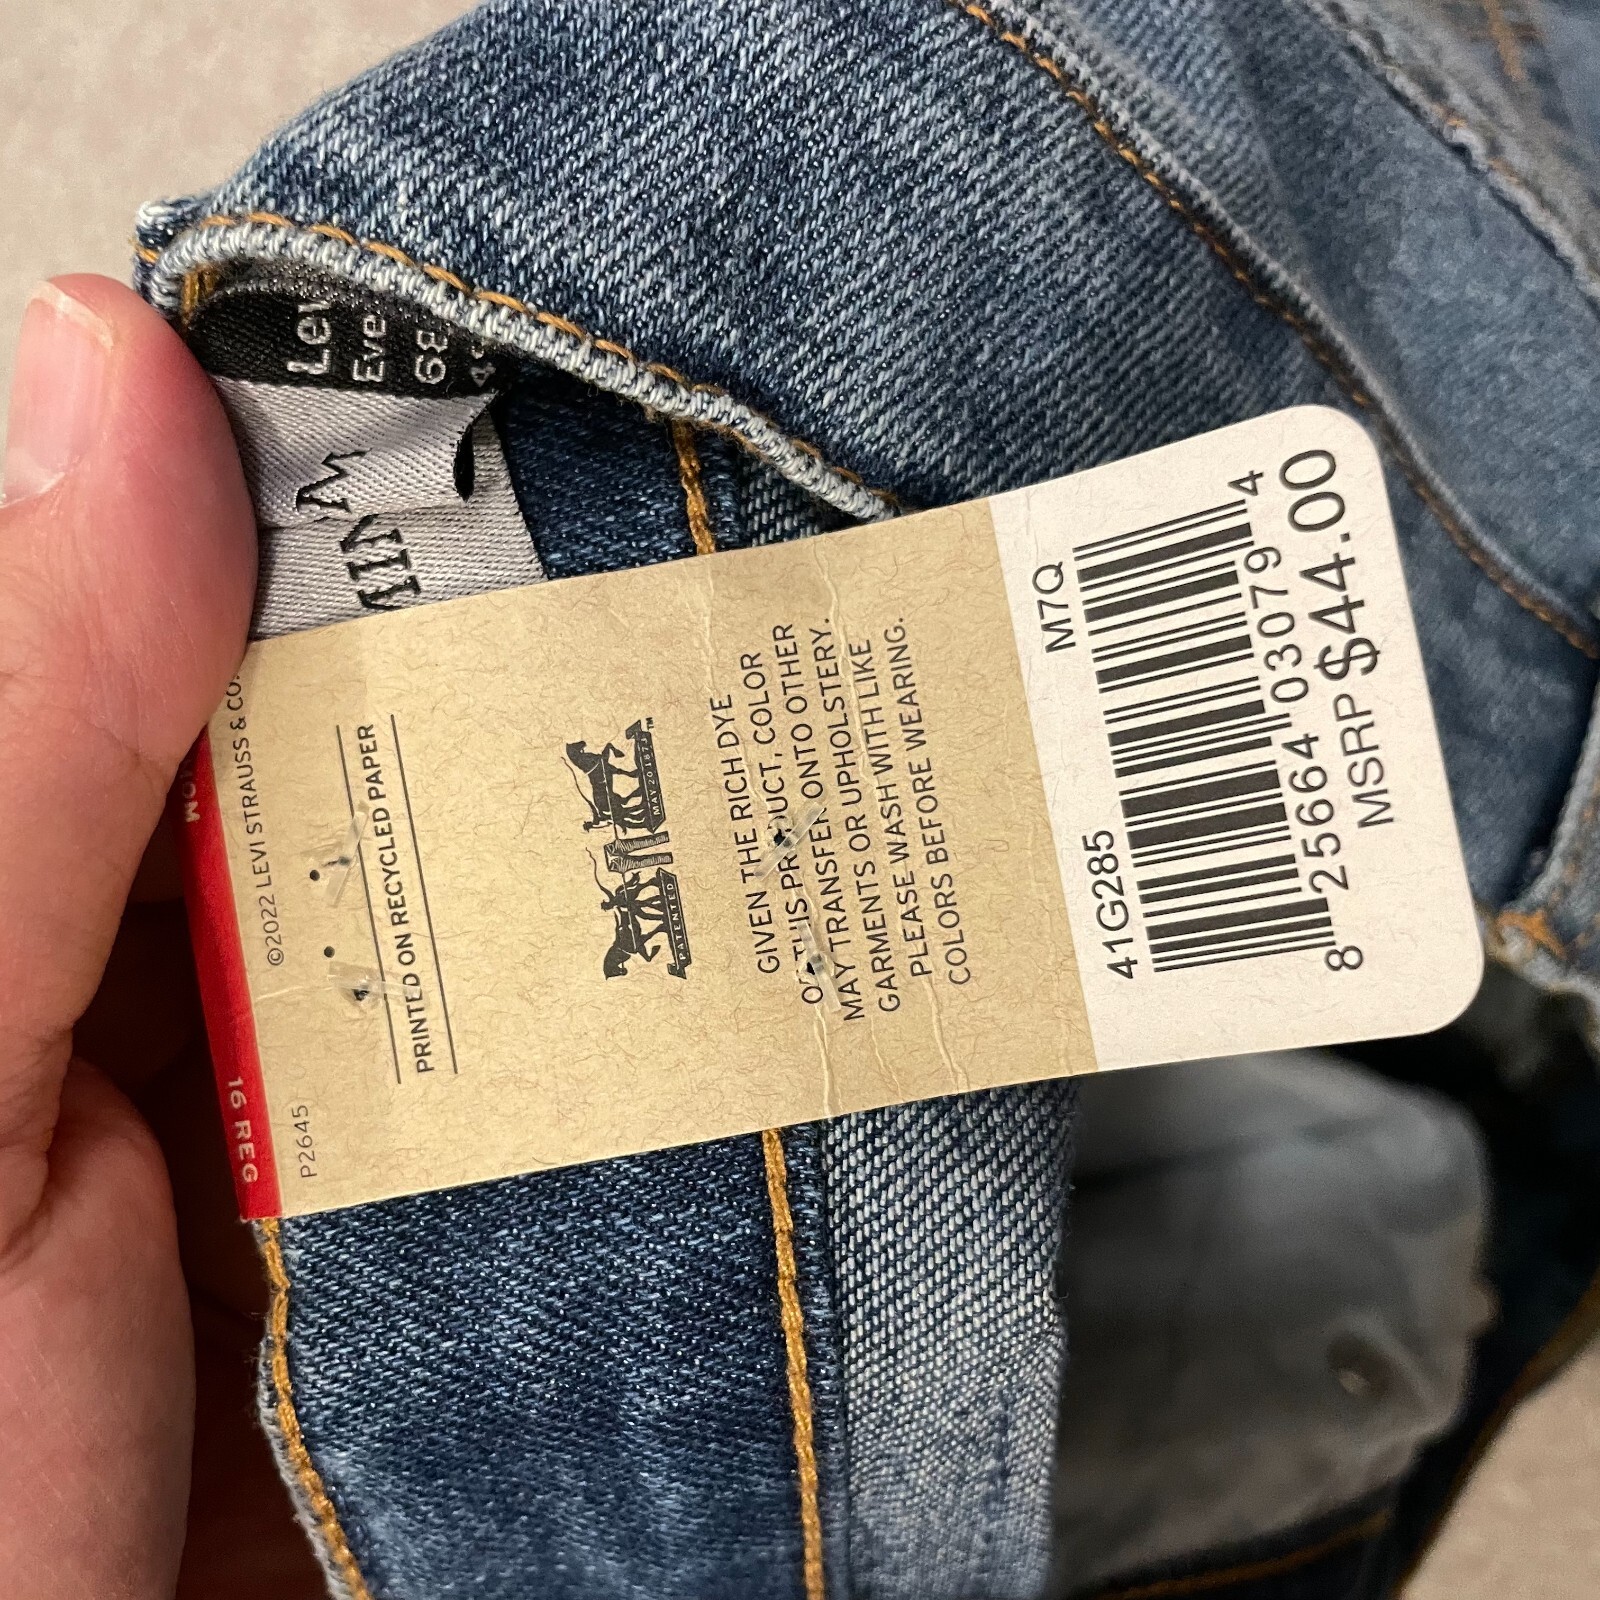 ©2022 LEVI STRAUSS & CO.
PRINTED ON RECYCLED PAPER
P2645
16 REG
PATENTED
MAY 20 1873
TM
GIVEN THE RICH DYE
OF THIS PRODUCT, COLOR
MAY TRANSFER ONTO OTHER
GARMENTS OR UPHOLSTERY.
PLEASE WASH WITH LIKE
COLORS BEFORE WEARING.
41G285 M7Q
8 25664 03079 4
MSRP $44.00